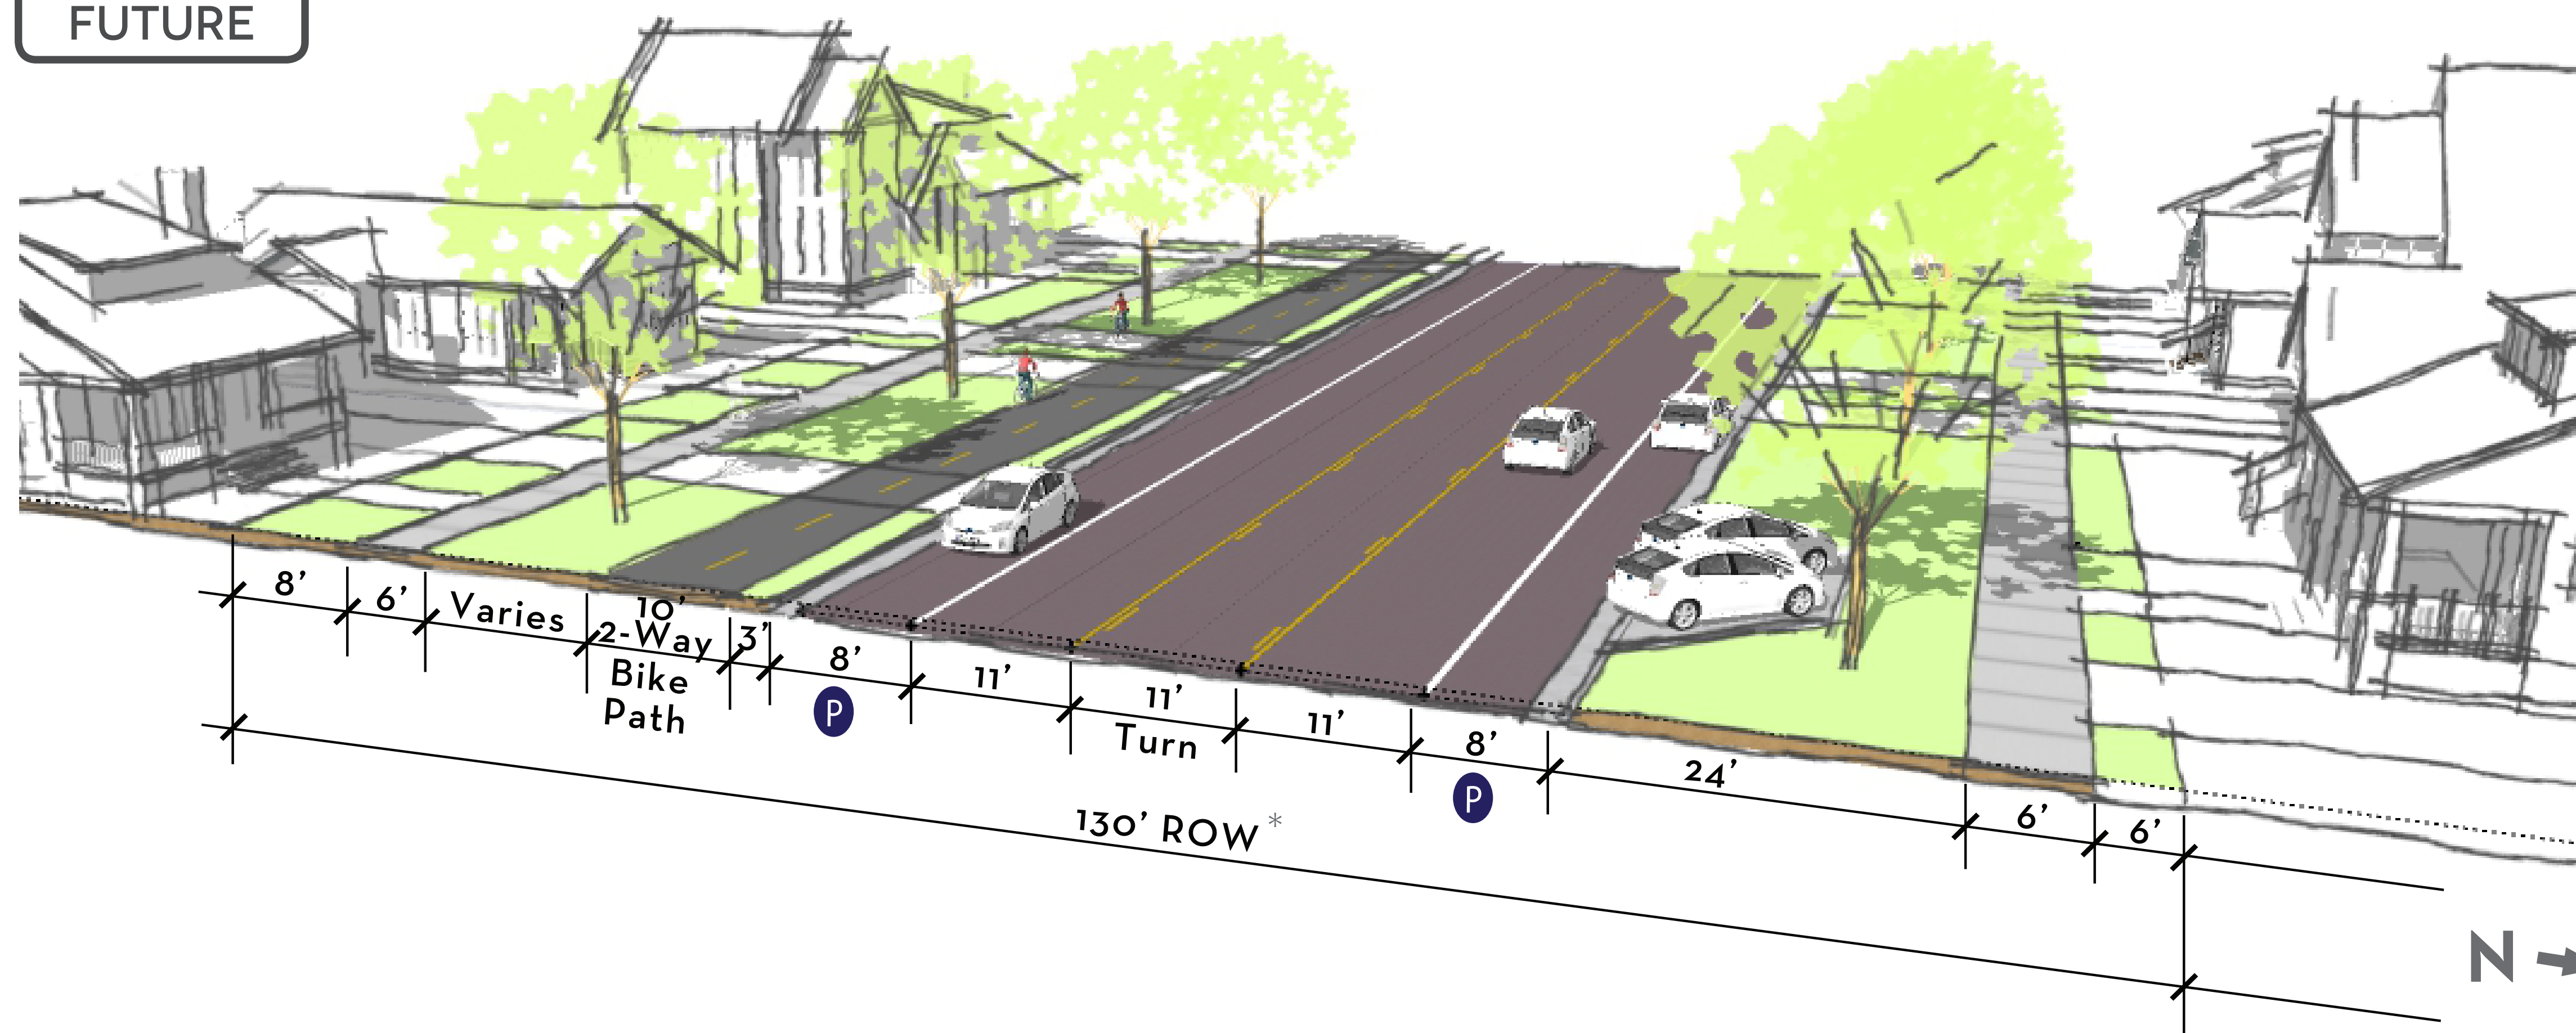 FUTURE
8’
6’
Varies
10’
2-Way
Bike
Path
3’
8’
P
11’
11’
Turn
11’
8’
P
24’
6’
6’
130’ ROW*
N